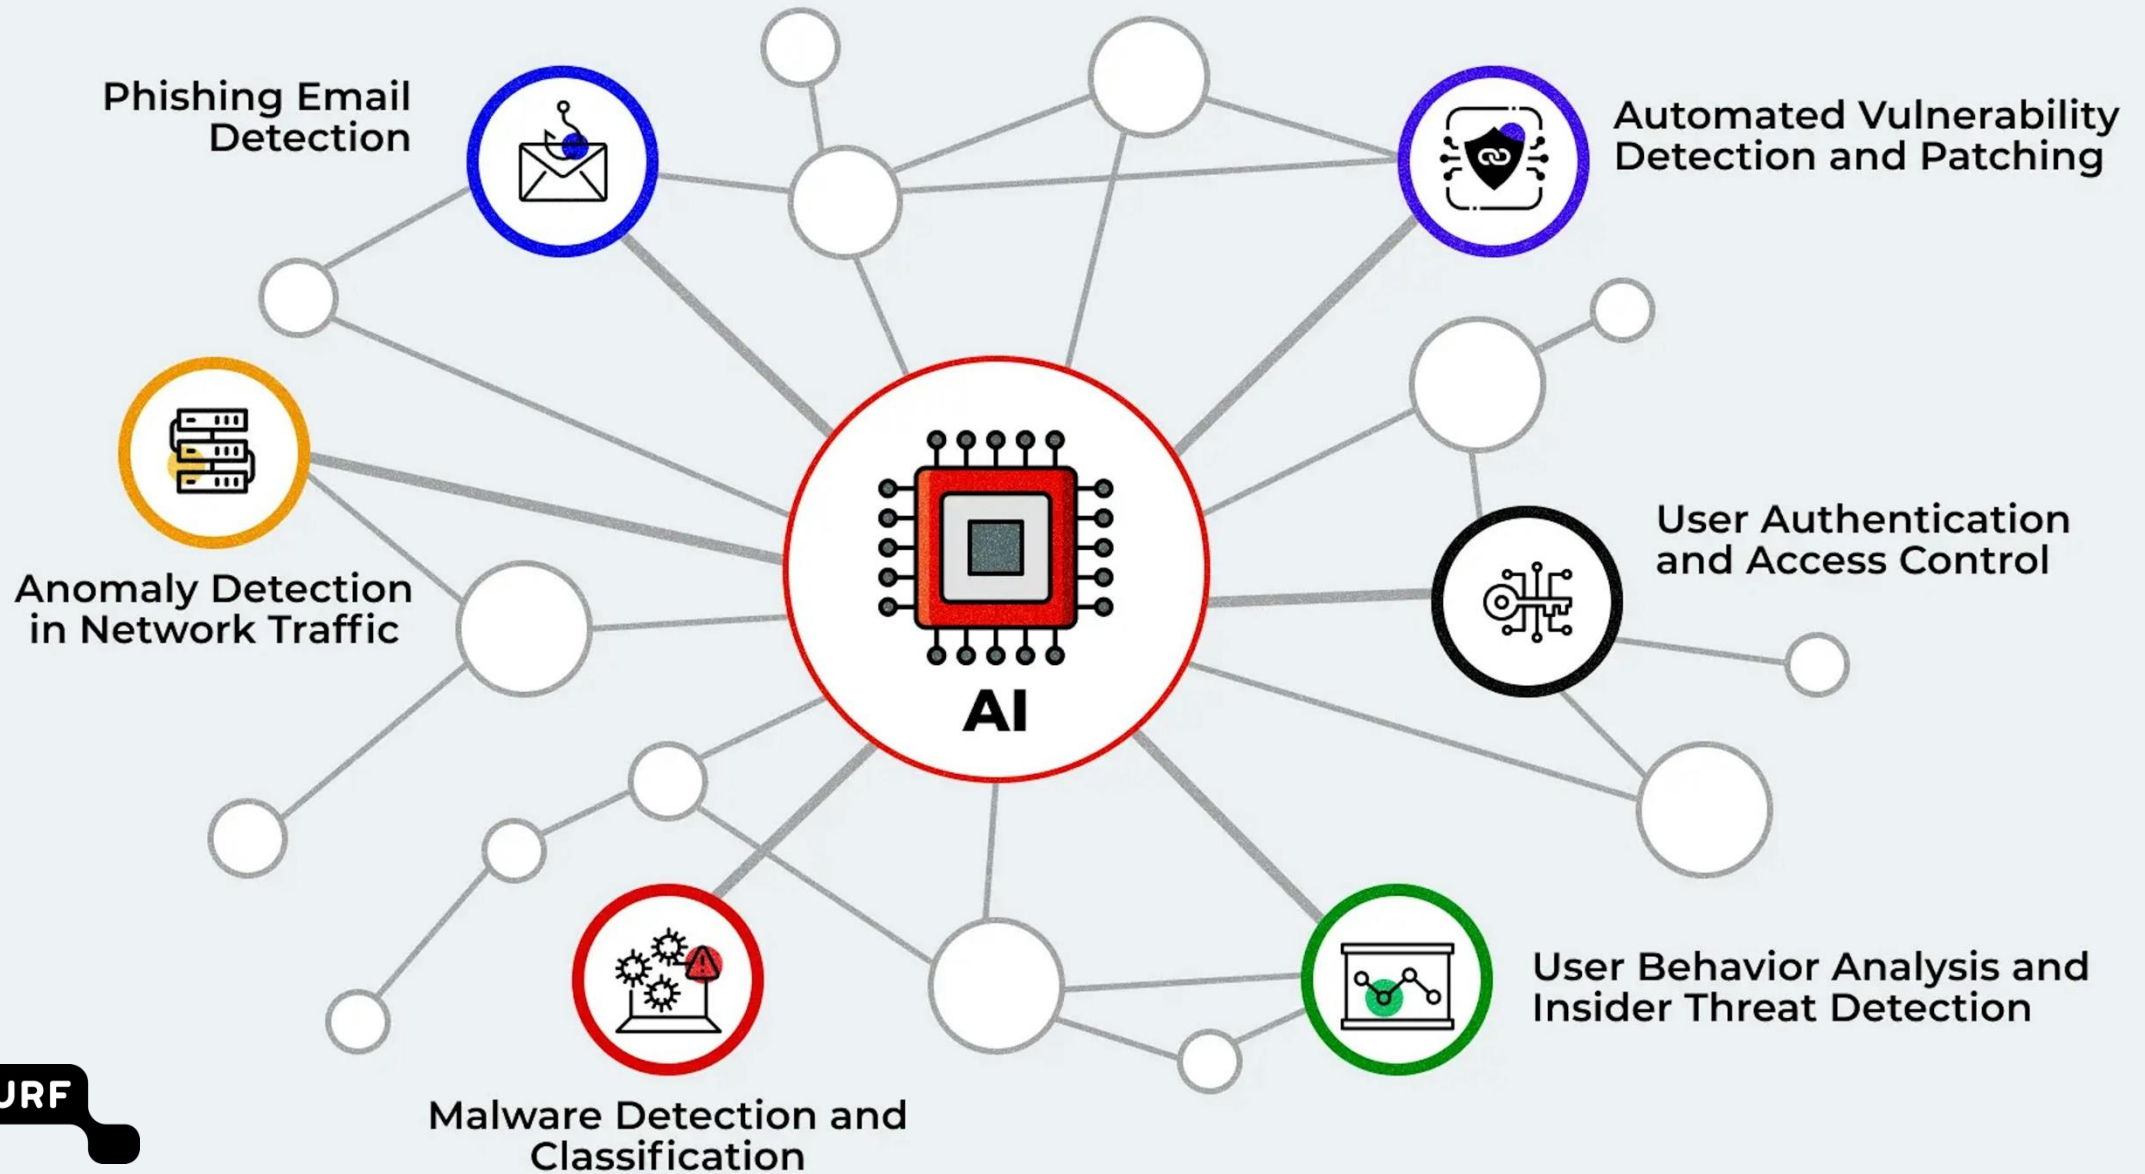 Phishing Email
Detection
Automated Vulnerability
Detection and Patching
User Authentication
and Access Control
Anomaly Detection
in Network Traffic
AI
User Behavior Analysis and
Insider Threat Detection
URF
Malware Detection and
Classification